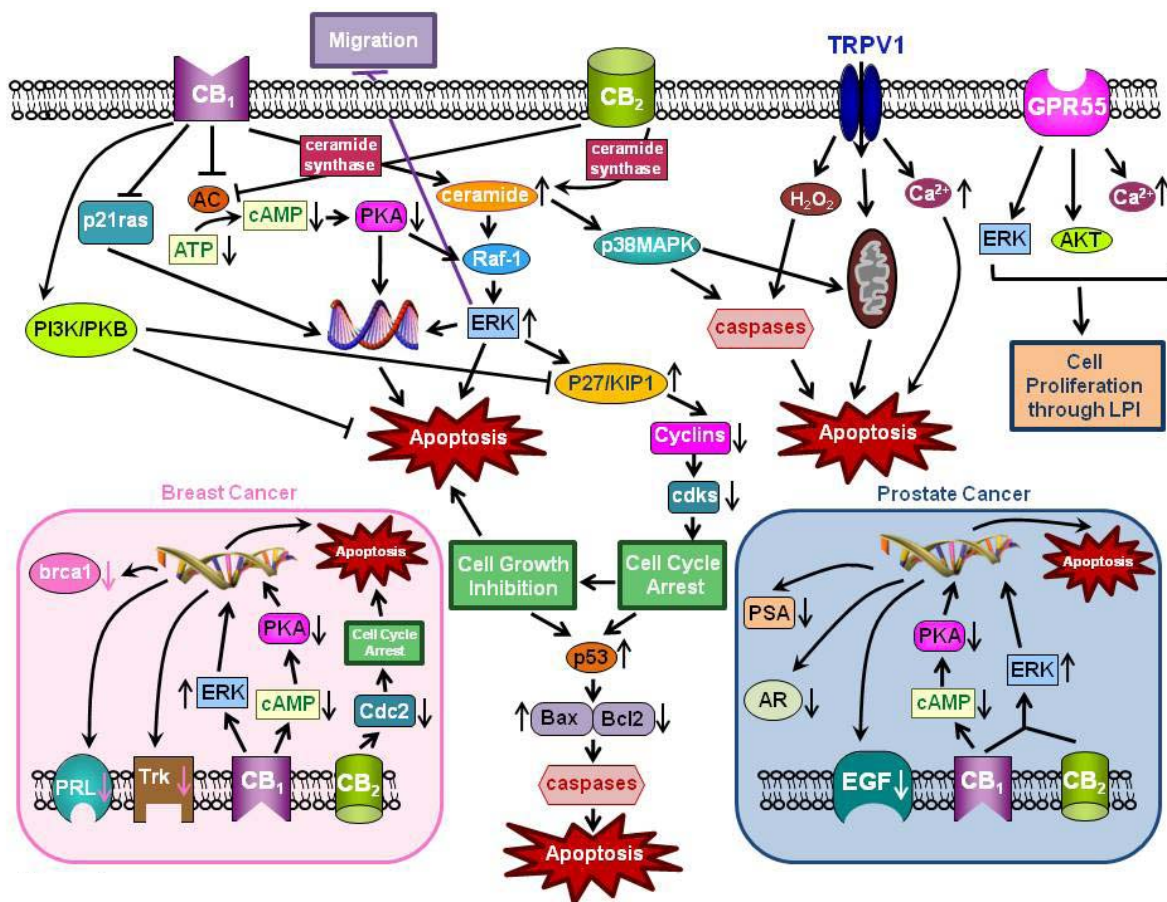 Migration
TRPV1
CB1
CB2
GPR55
ceramide
synthase
ceramide
synthase
AC
cAMP
PKA
ceramide
H2O2
Ca2+
Ca2+
p21ras
ATP
Raf-1
p38MAPK
ERK
AKT
PI3K/PKB
ERK
caspases
P27/KIP1
Cell
Proliferation
through LPI
Apoptosis
Cyclins
Apoptosis
cdks
Breast Cancer
Prostate Cancer
Apoptosis
brca1
Cell Growth
Inhibition
Cell Cycle
Arrest
Apoptosis
PSA
PKA
Cell Cycle
Arrest
p53
PKA
ERK
ERK
cAMP
Cdc2
AR
cAMP
Bax
Bcl2
PRL
Trk
CB1
CB2
caspases
EGF
CB1
CB2
Apoptosis